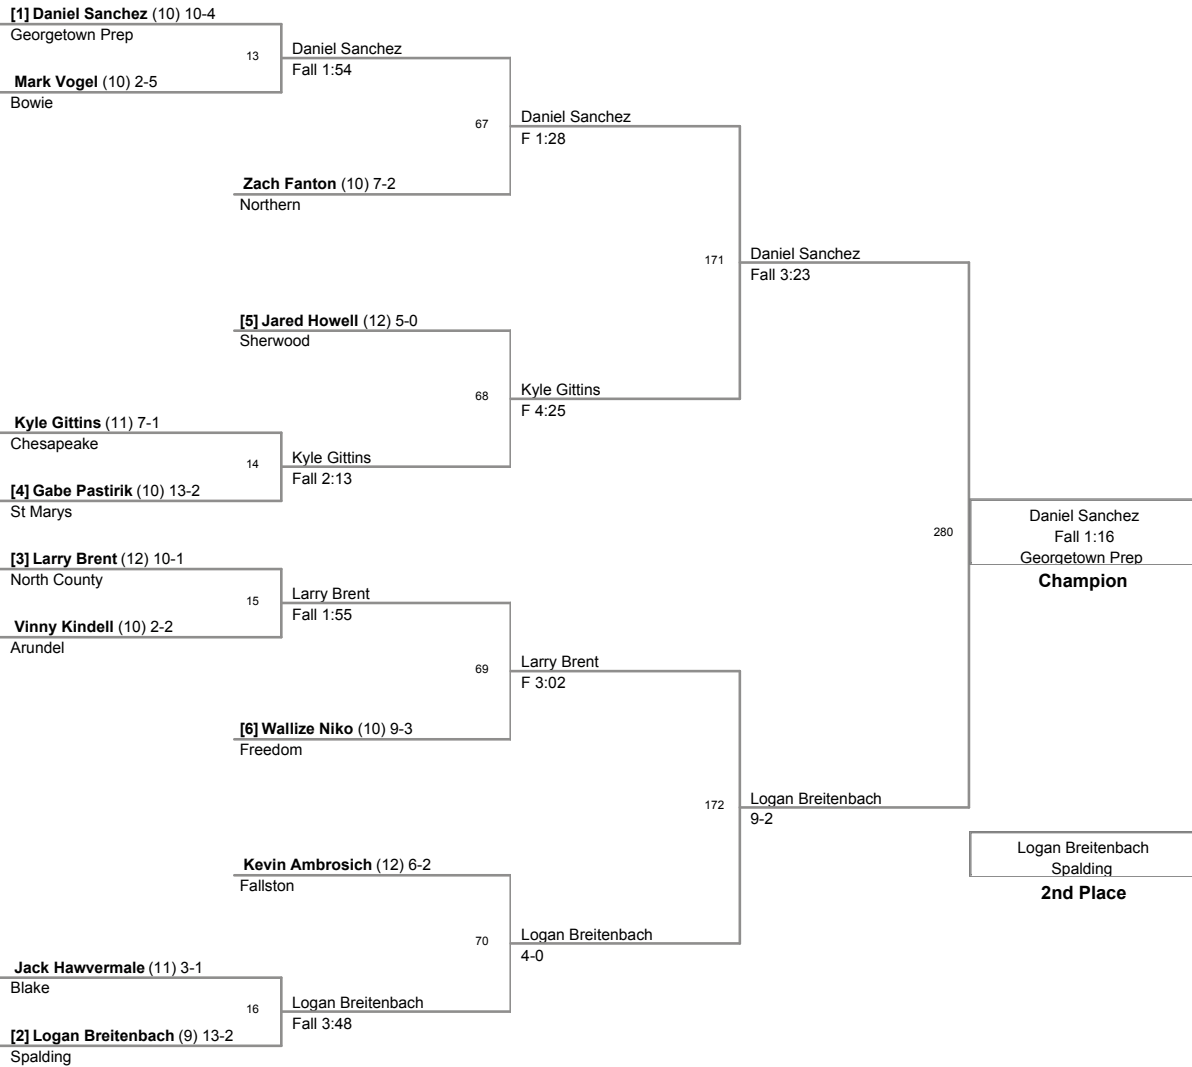 [1] Daniel Sanchez (10) 10-4
Georgetown Prep
13
Daniel Sanchez
Fall 1:54
Mark Vogel (10) 2-5
Bowie
67
Daniel Sanchez
F 1:28
Zach Fanton (10) 7-2
Northern
171
Daniel Sanchez
Fall 3:23
[5] Jared Howell (12) 5-0
Sherwood
68
Kyle Gittins
F 4:25
Kyle Gittins (11) 7-1
Chesapeake
14
Kyle Gittins
Fall 2:13
[4] Gabe Pastirik (10) 13-2
St Marys
280
Daniel Sanchez
Fall 1:16
Georgetown Prep
Champion
[3] Larry Brent (12) 10-1
North County
15
Larry Brent
Fall 1:55
Vinny Kindell (10) 2-2
Arundel
69
Larry Brent
F 3:02
[6] Wallize Niko (10) 9-3
Freedom
172
Logan Breitenbach
9-2
Logan Breitenbach
Spalding
2nd Place
Kevin Ambrosich (12) 6-2
Fallston
70
Logan Breitenbach
4-0
Jack Hawvermale (11) 3-1
Blake
16
Logan Breitenbach
Fall 3:48
[2] Logan Breitenbach (9) 13-2
Spalding